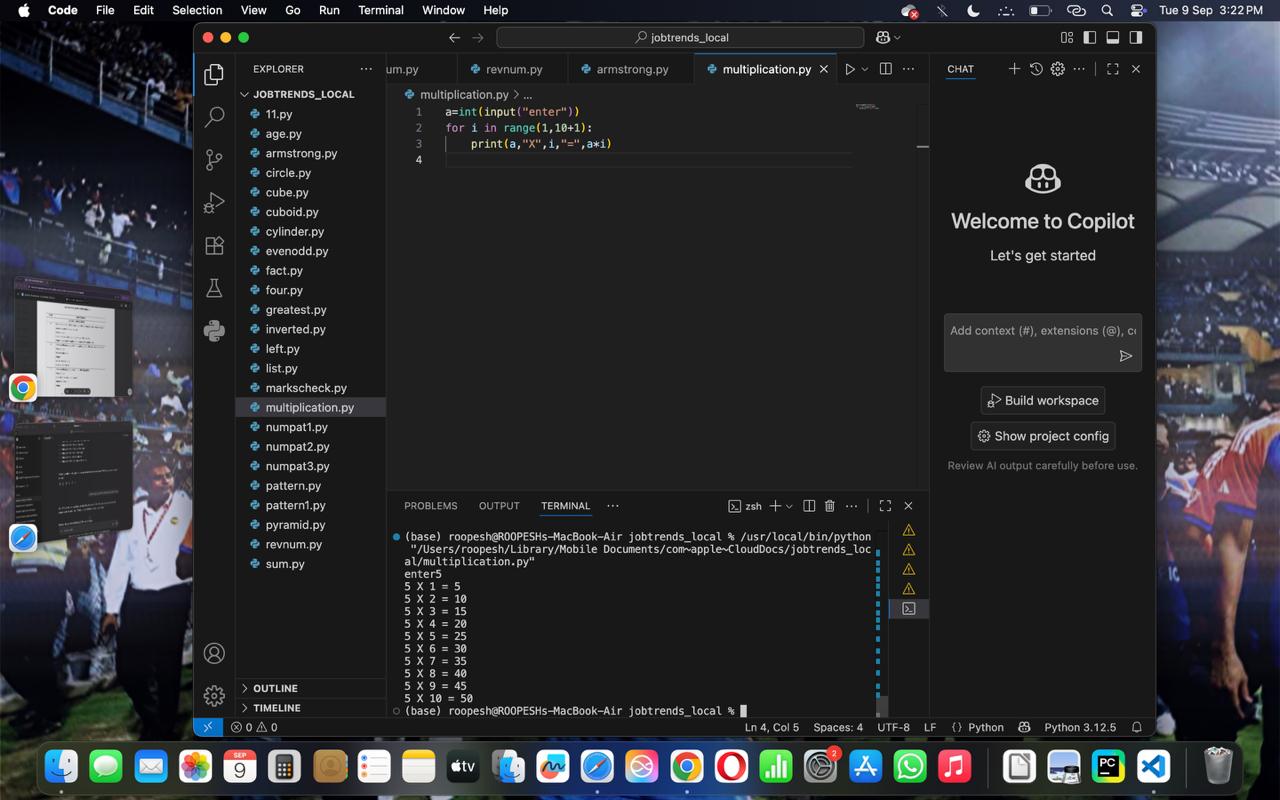 Code File Edit Selection View Go Run Terminal Window Help Tue 9 Sep 3:22 PM
jobtrends_local
EXPLORER
um.py revnum.py armstrong.py multiplication.py
CHAT
JOBTRENDS_LOCAL
11.py
age.py
armstrong.py
circle.py
cube.py
cuboid.py
cylinder.py
evenodd.py
fact.py
four.py
greatest.py
inverted.py
left.py
list.py
markscheck.py
multiplication.py
numpat1.py
numpat2.py
numpat3.py
pattern.py
pattern1.py
pyramid.py
revnum.py
sum.py
OUTLINE
TIMELINE
multiplication.py > ...
1 a=int(input("enter"))
2 for i in range(1,10+1):
3 print(a,"X",i,"=",a*i)
4
Welcome to Copilot
Let's get started
Add context (#), extensions (@), co
Build workspace
Show project config
Review AI output carefully before use.
PROBLEMS OUTPUT TERMINAL ... zsh
(base) roopesh@ROOPESHs-MacBook-Air jobtrends_local % /usr/local/bin/python
"/Users/roopesh/Library/Mobile Documents/com~apple~CloudDocs/jobtrends_loc
al/multiplication.py"
enter5
5 X 1 = 5
5 X 2 = 10
5 X 3 = 15
5 X 4 = 20
5 X 5 = 25
5 X 6 = 30
5 X 7 = 35
5 X 8 = 40
5 X 9 = 45
5 X 10 = 50
(base) roopesh@ROOPESHs-MacBook-Air jobtrends_local %
0 0 Ln 4, Col 5 Spaces: 4 UTF-8 LF {} Python Python 3.12.5
SEP
9
tv
2
PC